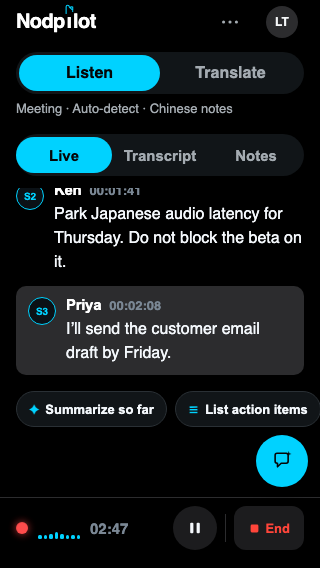 Nodpilot
LT
Listen
Translate
Meeting · Auto-detect · Chinese notes
Live
Transcript
Notes
S2
Ken 00:01:41
Park Japanese audio latency for
Thursday. Do not block the beta on
it.
S3
Priya 00:02:08
I’ll send the customer email
draft by Friday.
Summarize so far
List action items
02:47
End